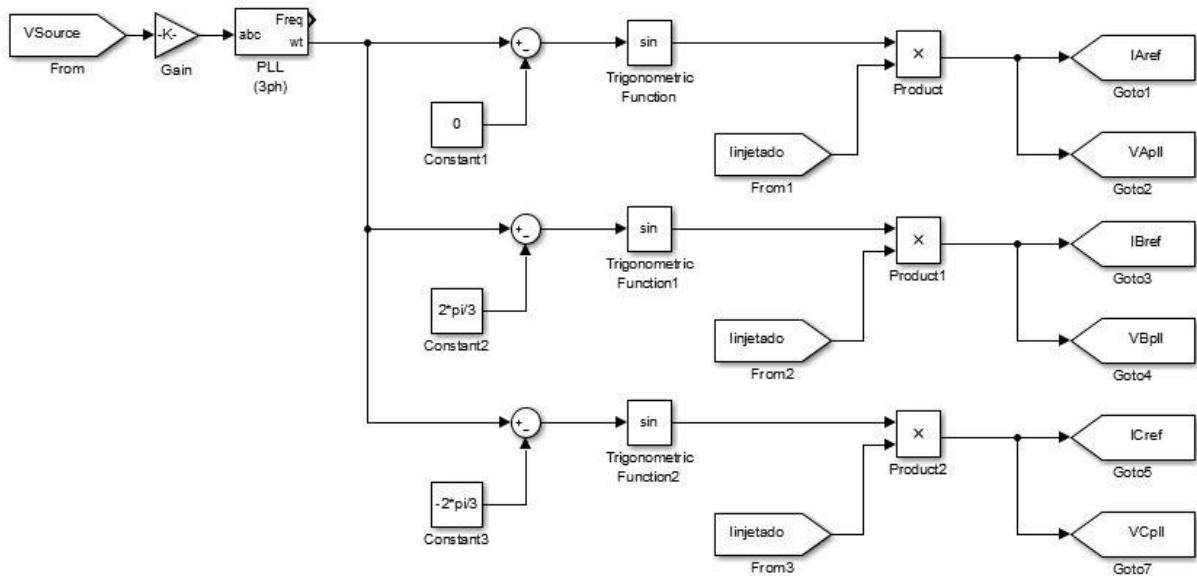 VSource
From
-K-
Gain
abc
Freq
wt
PLL
(3ph)
+
-
0
Constant1
sin
Trigonometric
Function
Iinjetado
From1
×
Product
IAref
Goto1
VApll
Goto2
+
-
2*pi/3
Constant2
sin
Trigonometric
Function1
Iinjetado
From2
×
Product1
IBref
Goto3
VBpll
Goto4
+
-
-2*pi/3
Constant3
sin
Trigonometric
Function2
Iinjetado
From3
×
Product2
ICref
Goto5
VCpll
Goto7